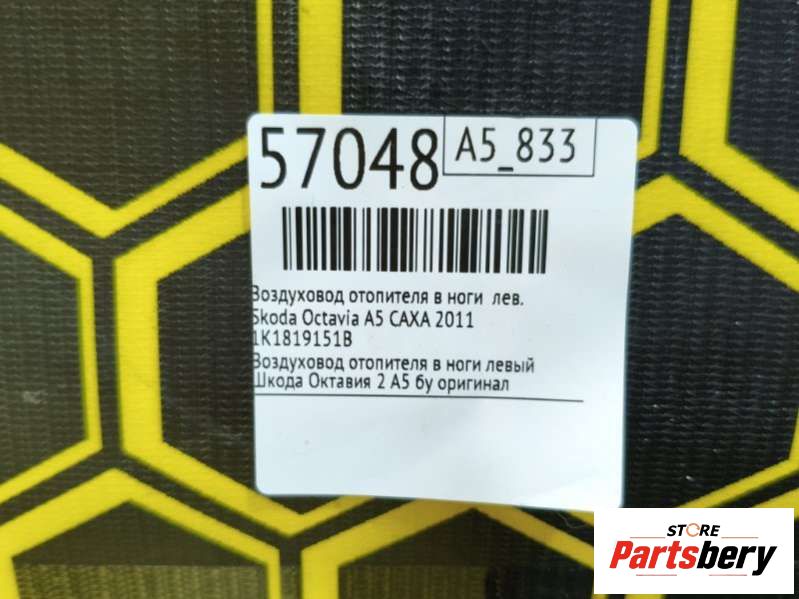 57048
A5_833
Воздуховод отопителя в ноги лев.
Skoda Octavia A5 CAXA 2011
1K1819151B
Воздуховод отопителя в ноги левый
Шкода Октавия 2 А5 бу оригинал
STORE
Partsbery